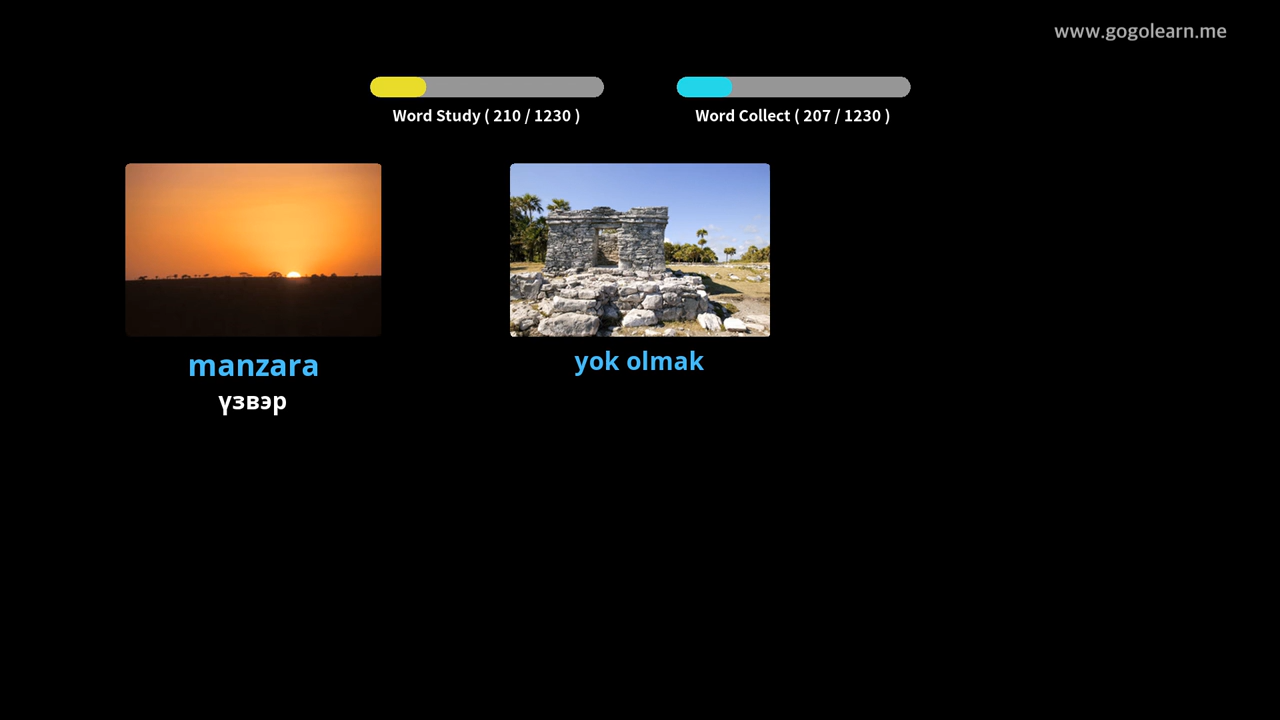 www.gogolearn.me
Word Study ( 210 / 1230 )
Word Collect ( 207 / 1230 )
manzara
үзвэр
yok olmak